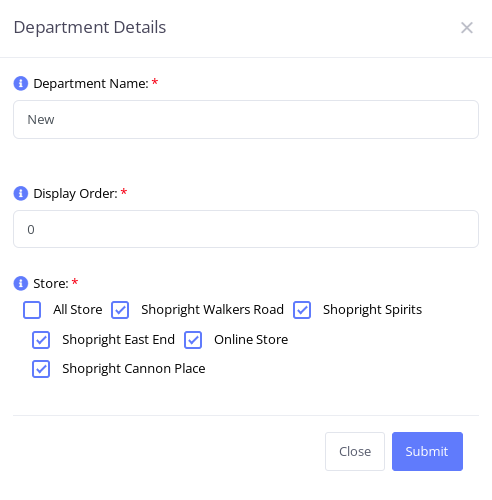 Department Details
Department Name: *
New
Display Order: *
0
Store: *
All Store Shopright Walkers Road Shopright Spirits
Shopright East End Online Store
Shopright Cannon Place
Close Submit